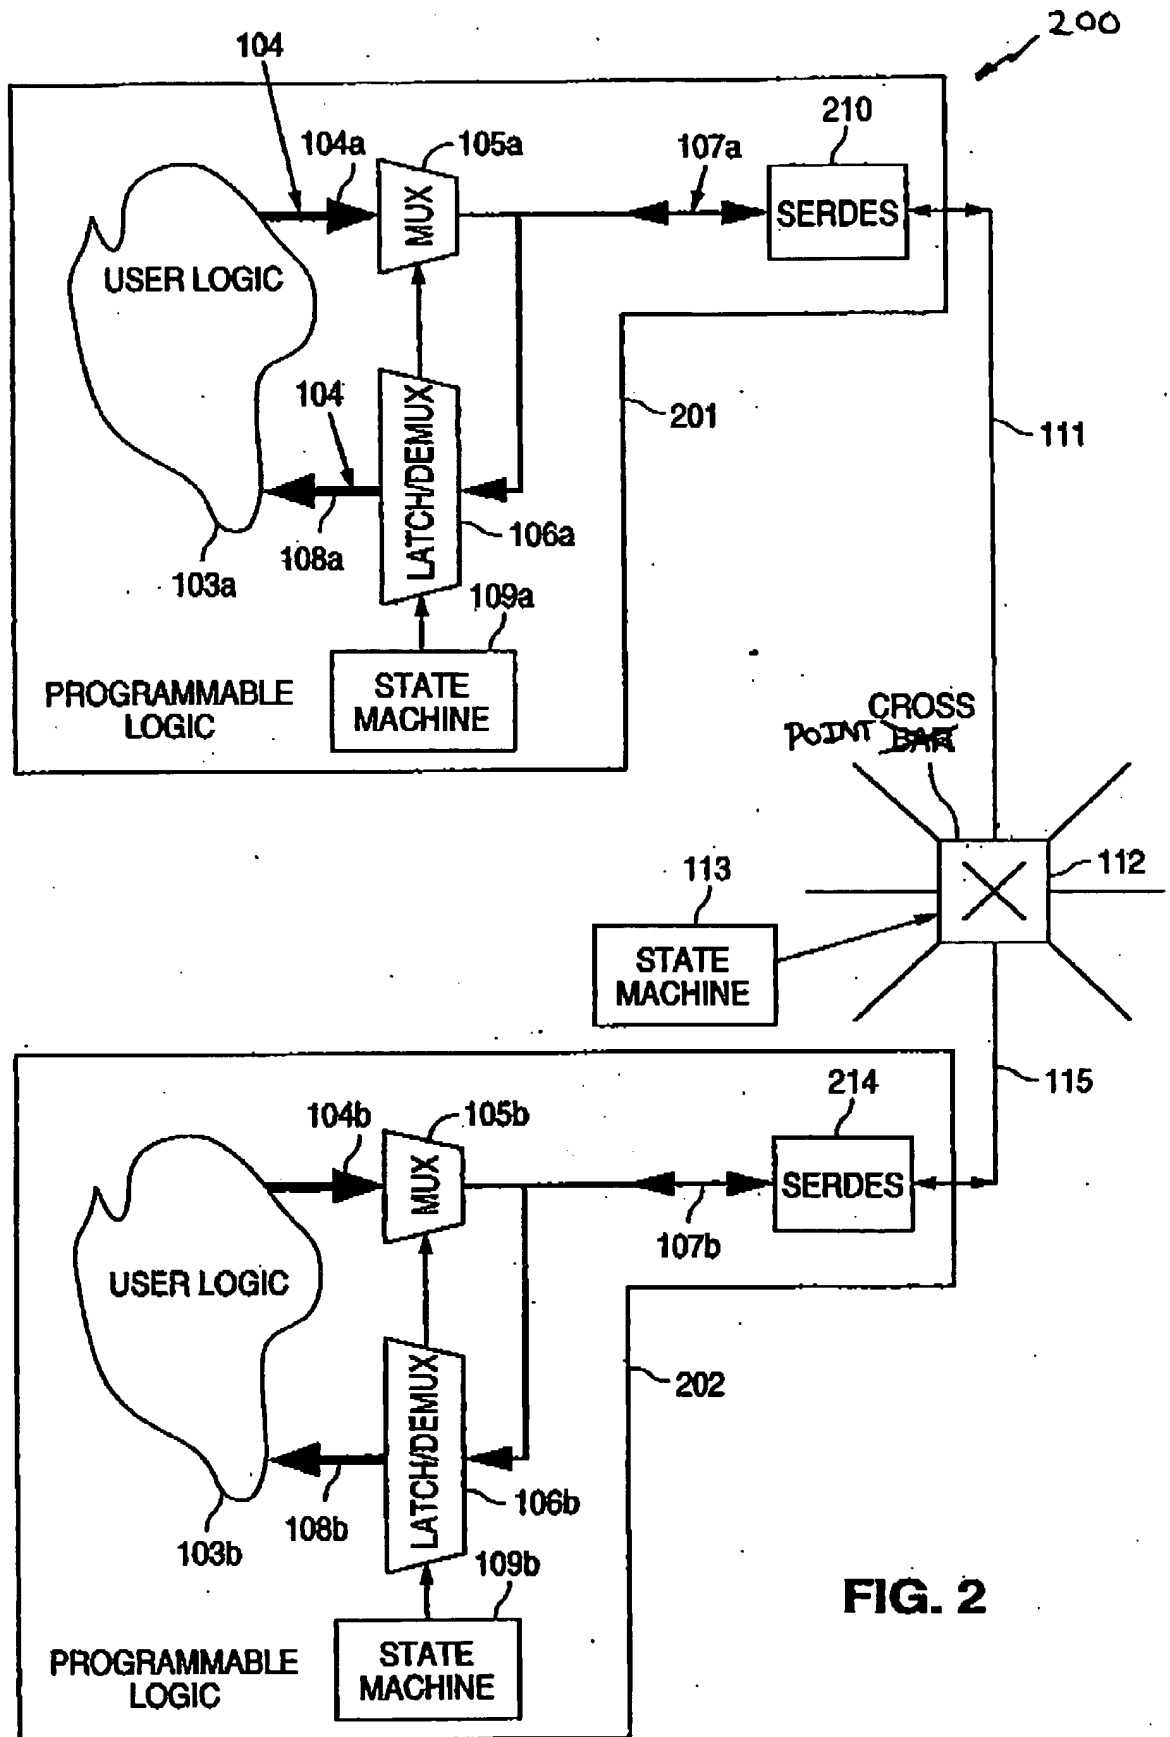 200
104
104a
105a
107a
210
MUX
SERDES
USER LOGIC
104
LATCH/DEMUX
201
111
108a
106a
103a
109a
STATE
MACHINE
PROGRAMMABLE
LOGIC
CROSS
POINT BAR
113
112
STATE
MACHINE
115
104b
105b
214
MUX
SERDES
107b
USER LOGIC
LATCH/DEMUX
202
108b
106b
103b
109b
STATE
MACHINE
PROGRAMMABLE
LOGIC
FIG. 2